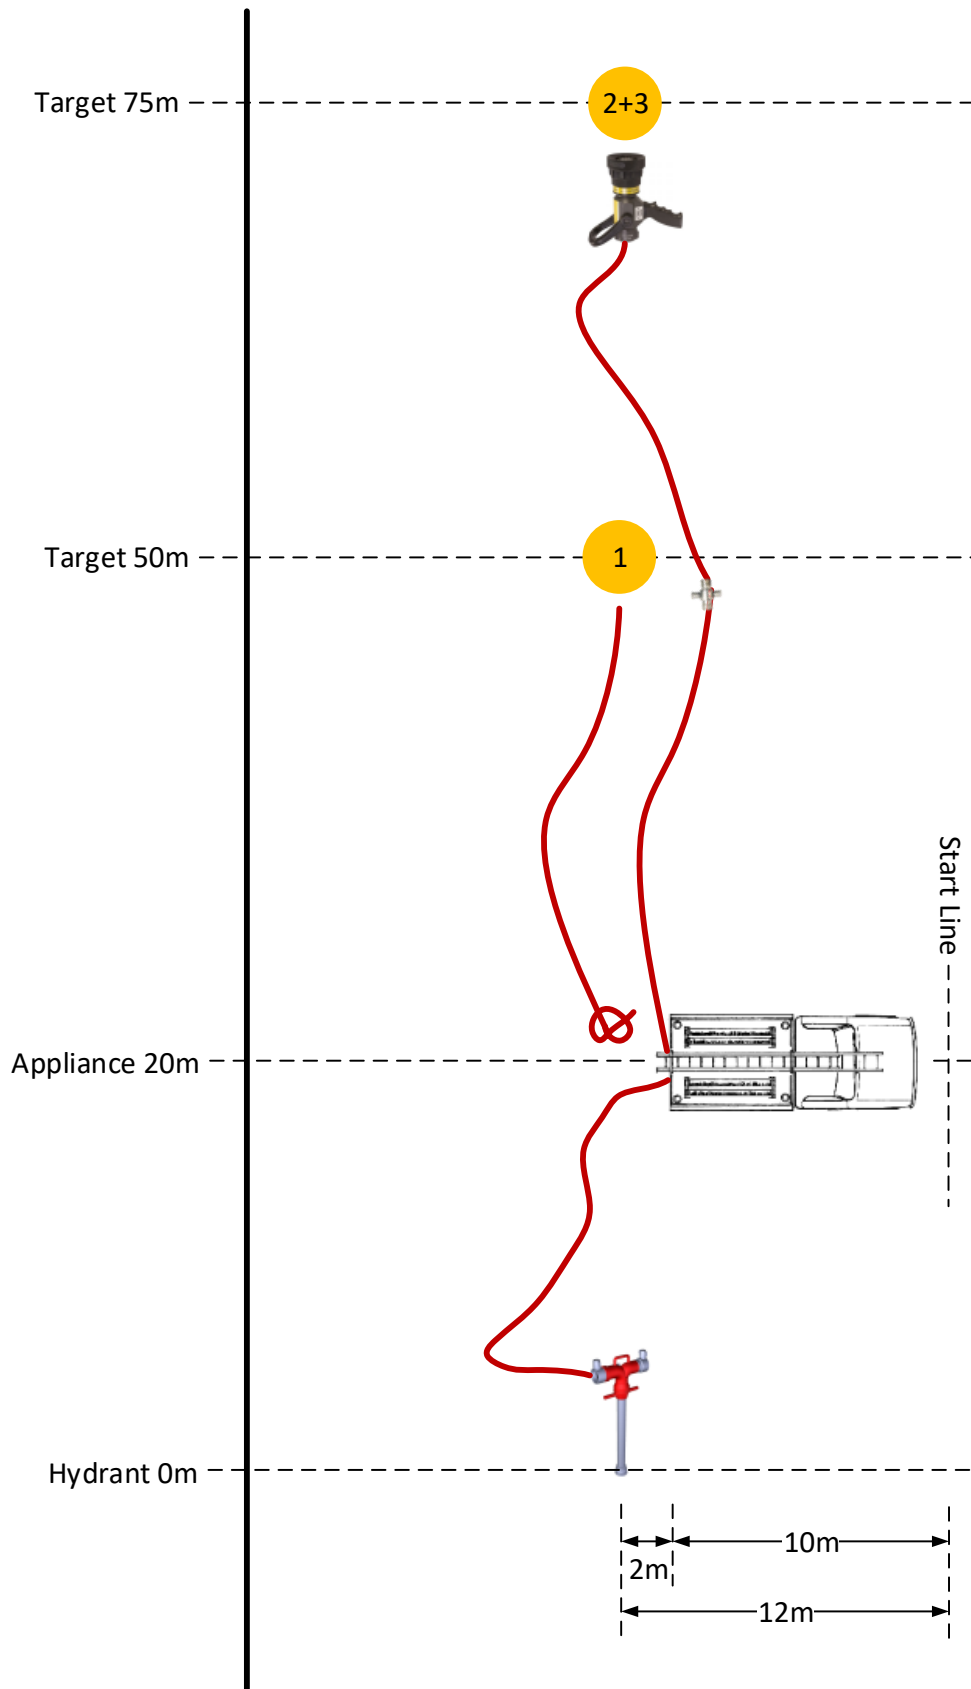 Target 75m
2+3
Target 50m
1
Start Line
Appliance 20m
Hydrant 0m
10m
2m
12m